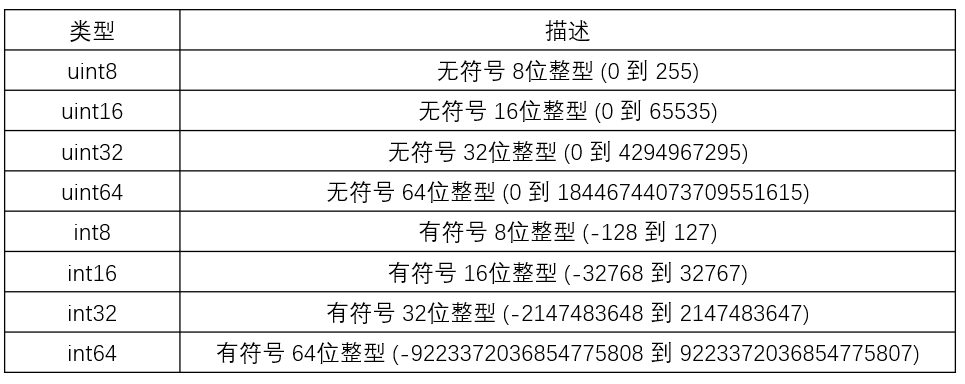 类型 描述
uint8 无符号 8位整型 (0 到 255)
uint16 无符号 16位整型 (0 到 65535)
uint32 无符号 32位整型 (0 到 4294967295)
uint64 无符号 64位整型 (0 到 18446744073709551615)
int8 有符号 8位整型 (-128 到 127)
int16 有符号 16位整型 (-32768 到 32767)
int32 有符号 32位整型 (-2147483648 到 2147483647)
int64 有符号 64位整型 (-9223372036854775808 到 9223372036854775807)